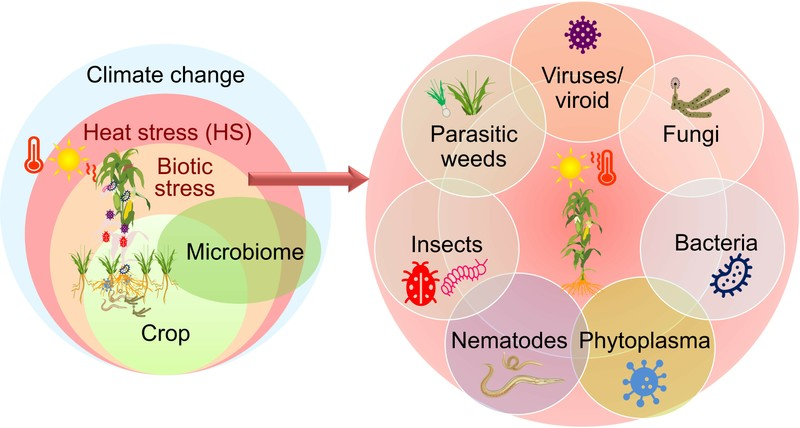 Climate change
Heat stress (HS)
Biotic
stress
Microbiome
Crop
Viruses/
viroid
Parasitic
weeds
Fungi
Insects
Bacteria
Nematodes
Phytoplasma